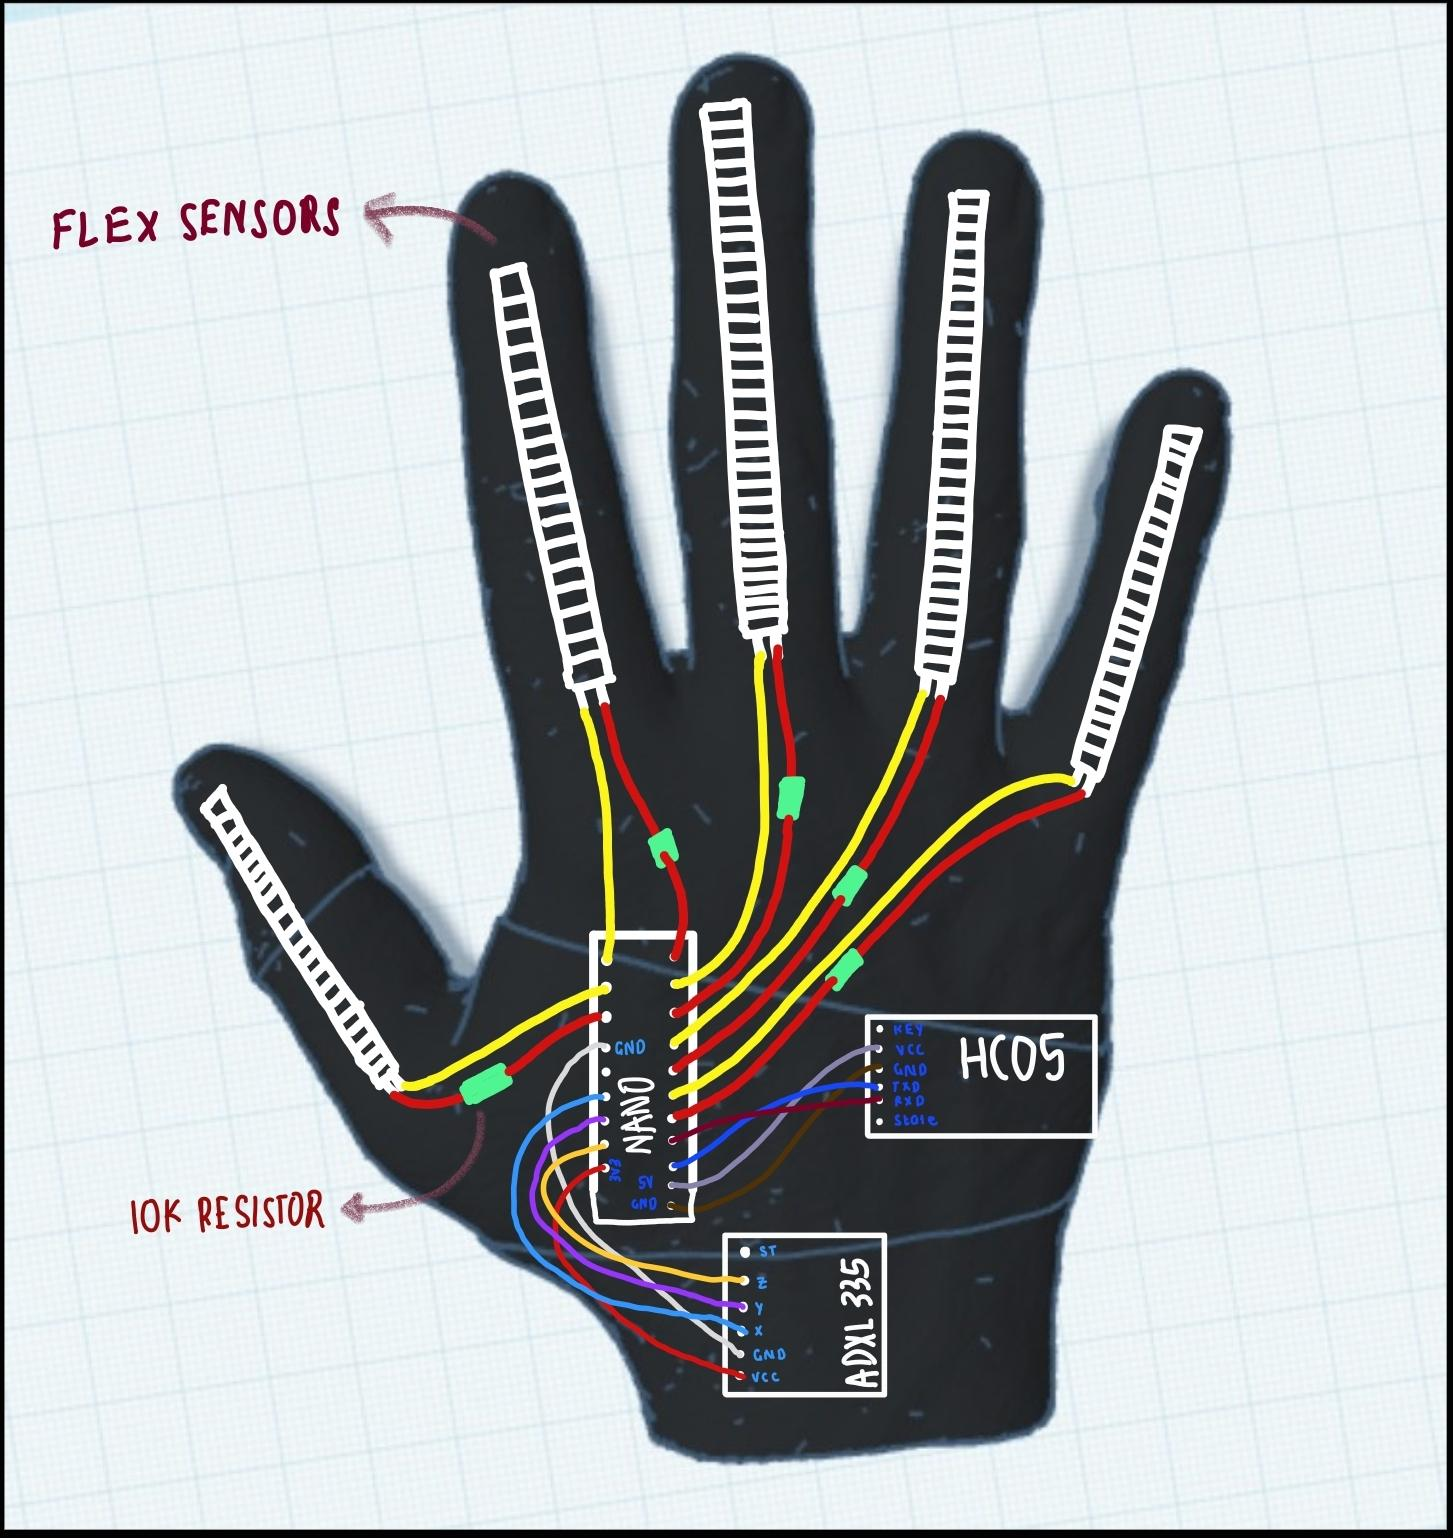 FLEX SENSORS
GND
NANO
3V3
5V
GND
KEY
VCC
GND
TXD
RXD
State
HC05
10K RESISTOR
ST
Z
Y
X
GND
VCC
ADXL 335